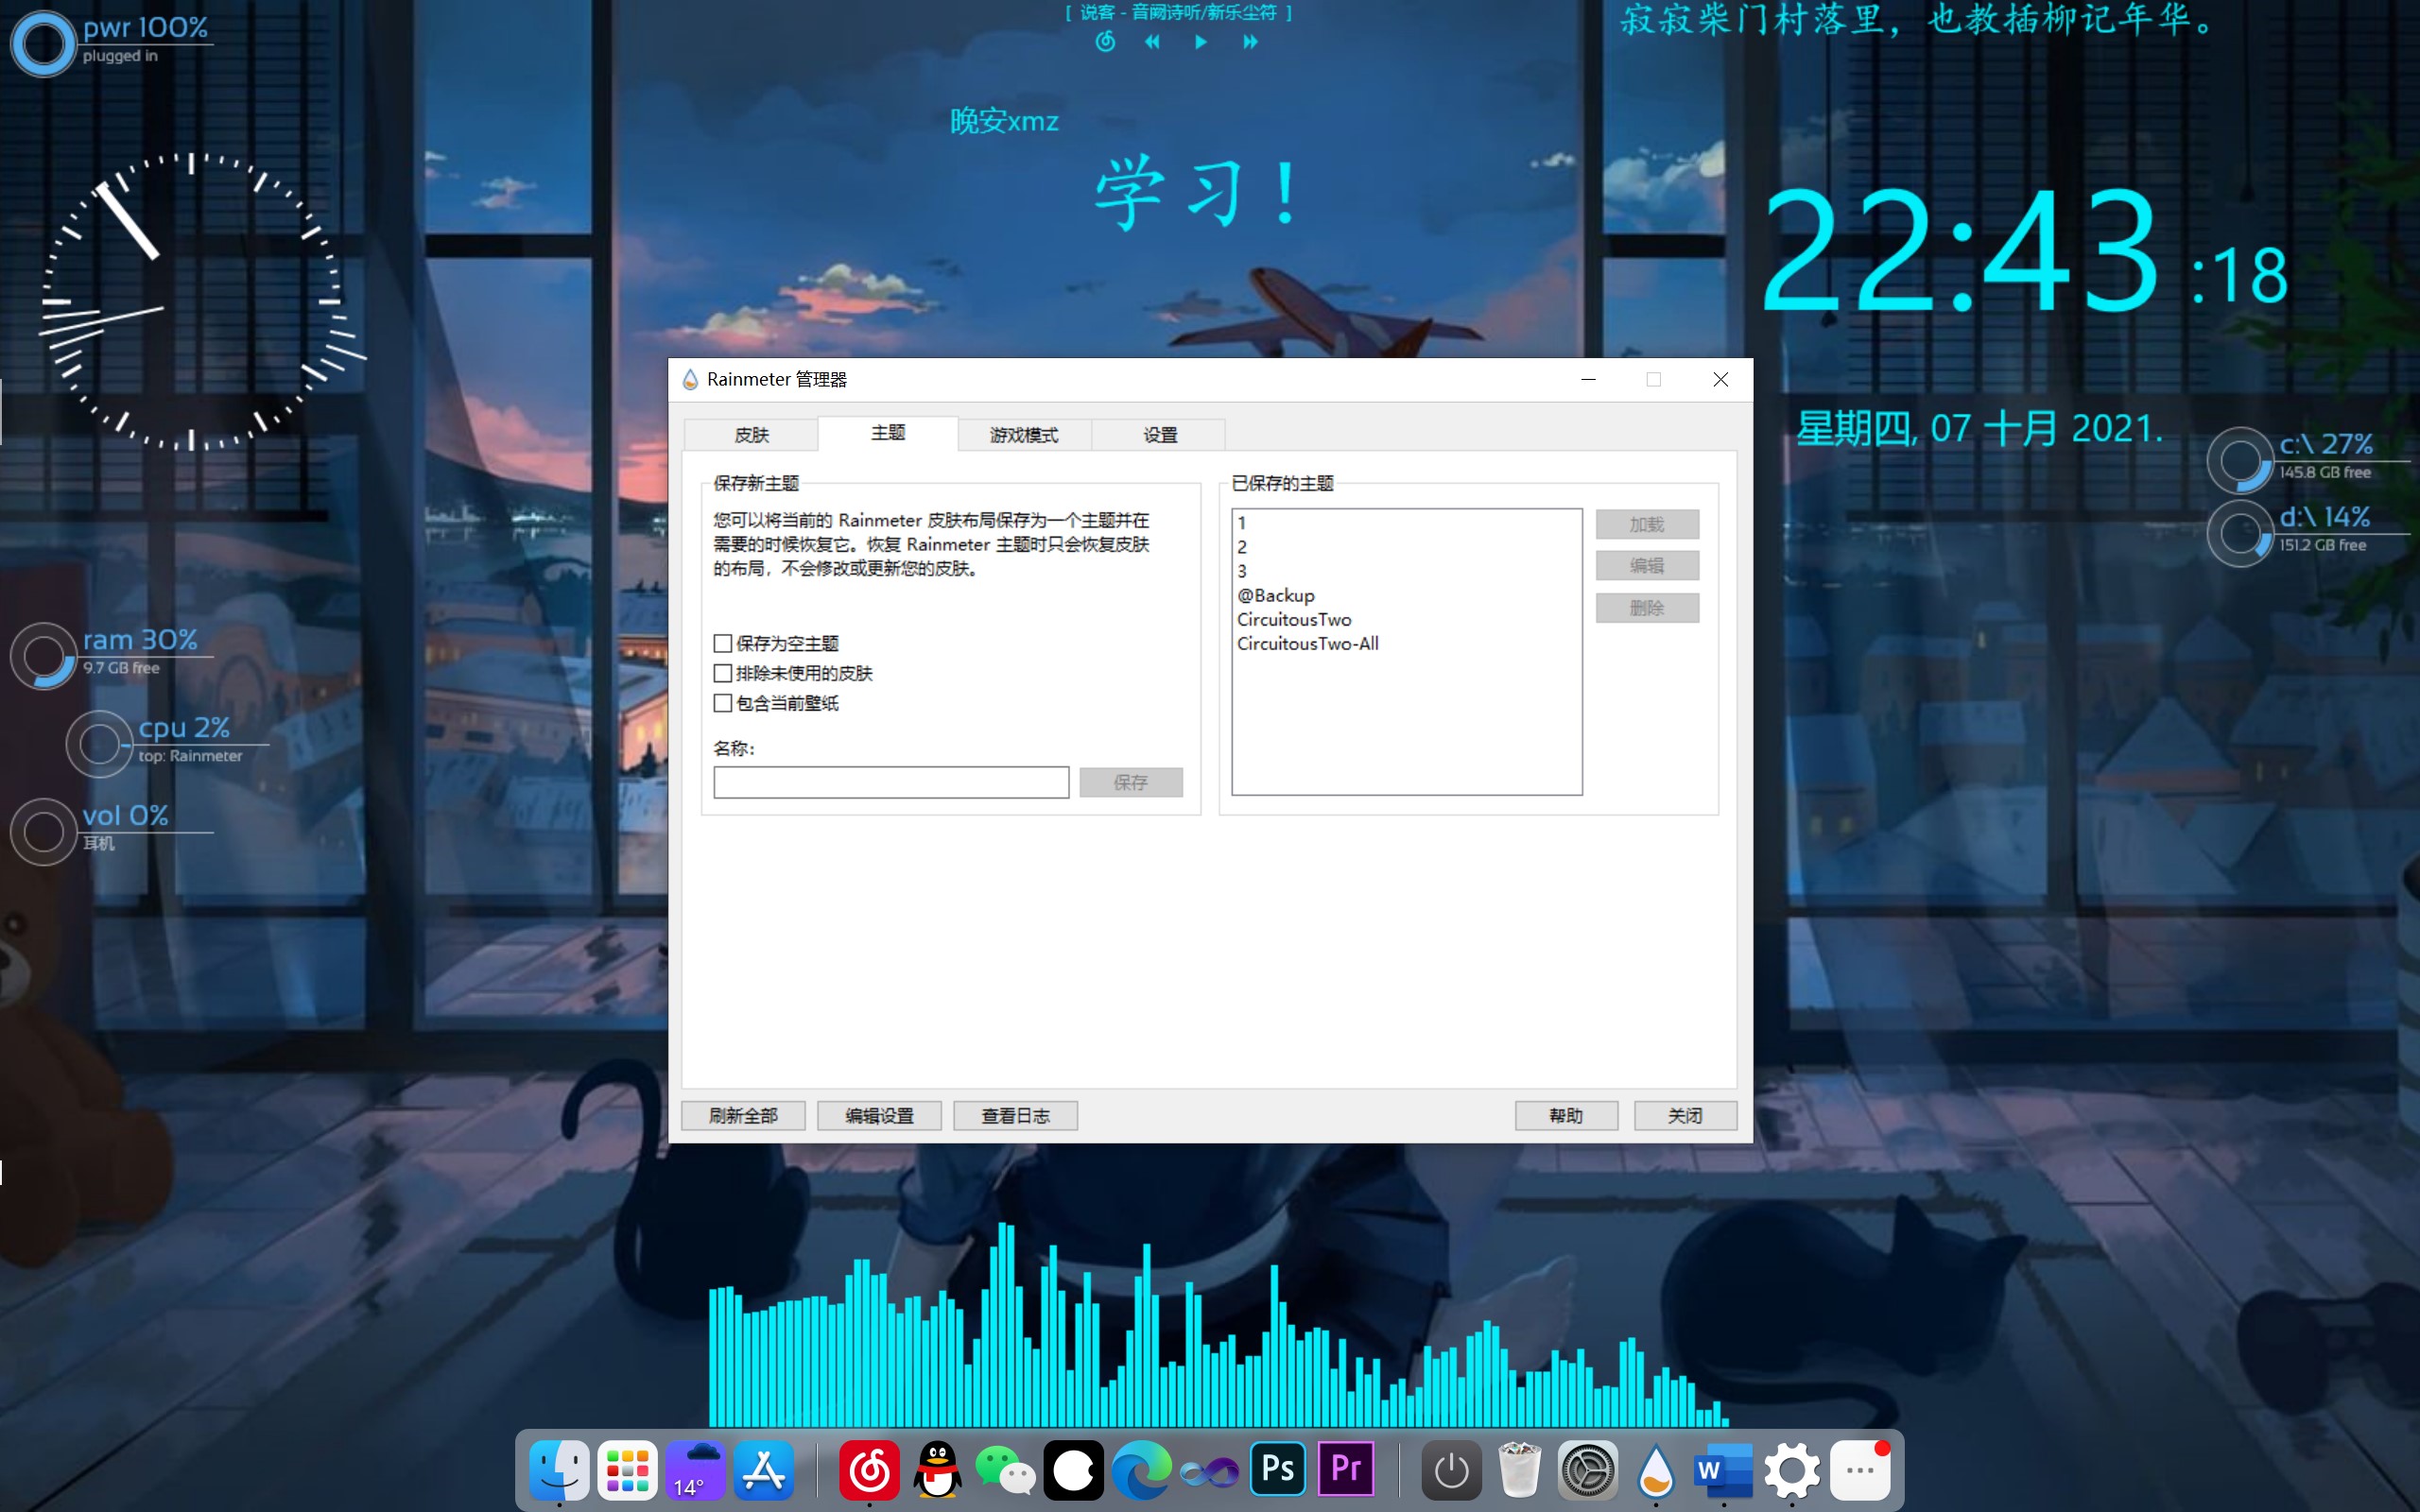 pwr 100%
plugged in
[ 说客 - 音阙诗听/新乐尘符 ]
寂寂柴门村落里，也教插柳记年华。
晚安xmz
学习！
22:43 :18
星期四, 07 十月 2021.
c:\ 27%
145.8 GB free
d:\ 14%
151.2 GB free
ram 30%
9.7 GB free
cpu 2%
top: Rainmeter
vol 0%
耳机
Rainmeter 管理器
皮肤 主题 游戏模式 设置
保存新主题
您可以将当前的 Rainmeter 皮肤布局保存为一个主题并在
需要的时候恢复它。恢复 Rainmeter 主题时只会恢复皮肤
的布局，不会修改或更新您的皮肤。
保存为空主题
排除未使用的皮肤
包含当前壁纸
名称：
保存
已保存的主题
1
2
3
@Backup
CircuitousTwo
CircuitousTwo-All
加载
编辑
删除
刷新全部 编辑设置 查看日志 帮助 关闭
14°
Ps
Pr
W